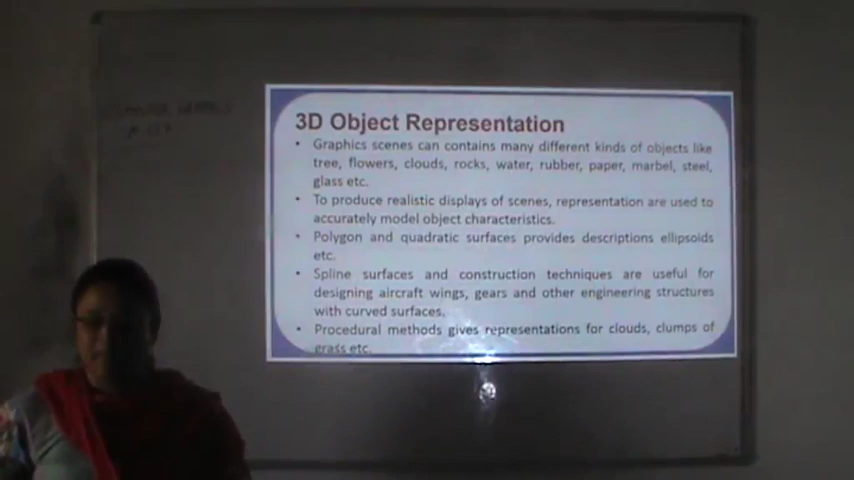 3D Object Representation
• Graphics scenes can contains many different kinds of objects like
tree, flowers, clouds, rocks, water, rubber, paper, marbel, steel,
glass etc.
• To produce realistic displays of scenes, representation are used to
accurately model object characteristics.
• Polygon and quadratic surfaces provides descriptions ellipsoids
etc.
• Spline surfaces and construction techniques are useful for
designing aircraft wings, gears and other engineering structures
with curved surfaces.
• Procedural methods gives representations for clouds, clumps of
grass etc.